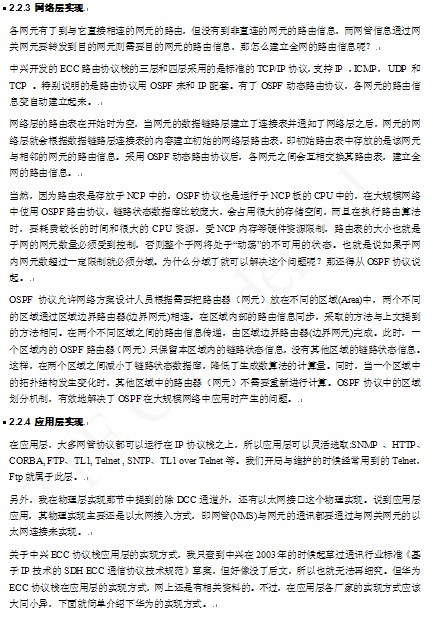 ▪ 2.2.3 网络层实现
各网元有了到与它直接相连的网元的路由，但没有到非直连的网元的路由信息，而网管信息通过网
关网元要转发到目的网元则需要目的网元的路由信息，那怎么建立全网的路由信息呢？
中兴开发的 ECC 路由协议栈的三层和四层采用的是标准的 TCP/IP 协议，支持 IP 、ICMP， UDP 和
TCP 。特别说明的是路由协议用 OSPF 来和 IP 配套。有了 OSPF 动态路由协议，各网元的路由信
息变自动建立起来。
网络层的路由表在开始时为空，当网元的数据链路层建立了连接表并通知了网络层之后，网元的网
络层就会根据数据链路层连接表的内容建立初始的网络层路由表，即初始路由表中存放的是该网元
与相邻的网元的路由信息。采用 OSPF 动态路由协议后，各网元之间会互相交换其路由表，建立全
网的路由信息。
当然，因为路由表是存放于 NCP 中的，OSPF 协议也是运行于 NCP 板的 CPU 中的，在大规模网络
中使用 OSPF 路由协议，链路状态数据库比较庞大，会占用很大的存储空间，而且在执行路由算法
时，要耗费较长的时间和很大的 CPU 资源，受 NCP 内存等硬件资源限制，路由表的大小也就是
子网的网元数量必须受到控制，否则整个子网将处于“动荡”的不可用的状态。也就是说如果子网
内网元数超过一定限制就必须分域。为什么分域了就可以解决这个问题呢？那还得从 OSPF 协议说
起。
OSPF 协议允许网络方案设计人员根据需要把路由器（网元）放在不同的区域(Area)中，两个不同
的区域通过区域边界路由器(边界网元)相连。在区域内部的路由信息同步，采取的方法与上文提到
的方法相同。在两个不同区域之间的路由信息传递，由区域边界路由器(边界网元)完成。此时，一
个区域内的 OSPF 路由器（网元）只保留本区域内的链路状态信息，没有其他区域的链路状态信息。
这样，在两个区域之间减小了链路状态数据库，降低了生成数算法的计算量。同时，当一个区域中
的拓扑结构发生变化时，其他区域中的路由器（网元）不需要重新进行计算。OSPF 协议中的区域
划分机制，有效地解决了 OSPF 在大规模网络中应用时产生的问题。
▪ 2.2.4 应用层实现
在应用层，大多网管协议都可以运行在 IP 协议栈之上，所以应用层可以灵活选取:SNMP 、HTTP、
CORBA, FTP、TL1, Telnet , SNTP、TL1 over Telnet 等。我们开局与维护的时候经常用到的 Telnet，
Ftp 就属于此层。
另外，我在物理层实现那节中提到的除 DCC 通道外，还有以太网接口这个物理实现。说到应用层
应用，其物理实现主要还是以太网接入方式，即网管(NMS)与网元的通讯都要通过与网关网元的以
太网连接来实现。
关于中兴 ECC 协议栈应用层的实现方式，我只查到中兴在 2003 年的时候起草过通讯行业标准《基
于 IP 技术的 SDH ECC 通信协议技术规范》草案，但好像没了后文，所以也就无法再细究。但华为
ECC 协议栈在应用层的实现方式，网上还是有相关资料的。不过，在应用层各厂家的实现方式应该
大同小异，下面就简单介绍下华为的实现方式。